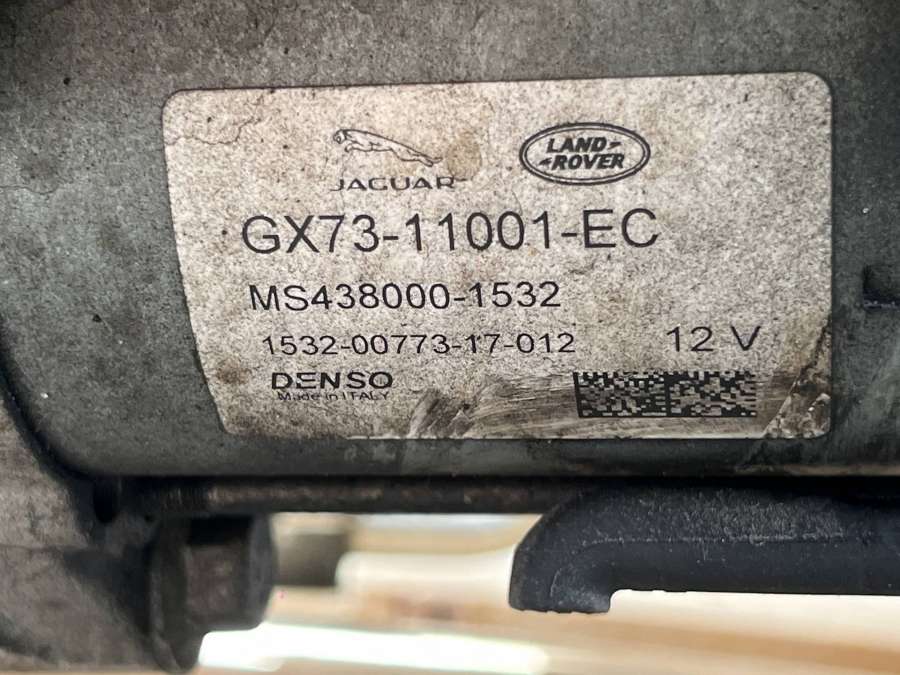 JAGUAR
LAND ROVER
GX73-11001-EC
MS438000-1532
1532-00773-17-012 12 V
DENSO
Made in ITALY